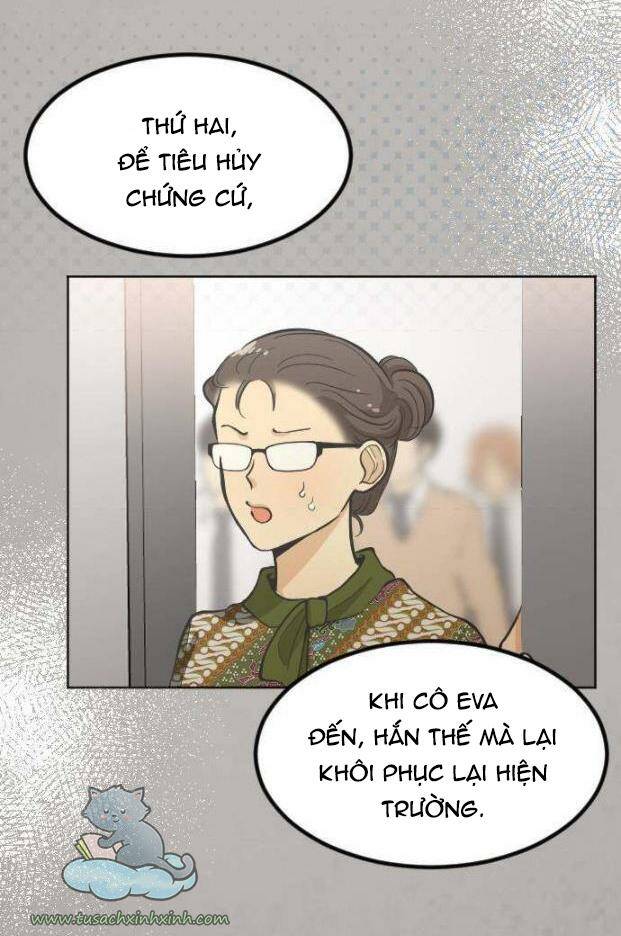 THỨ HAI,
ĐỂ TIÊU HỦY
CHỨNG CỨ,
KHI CÔ EVA
ĐẾN, HẮN THẾ MÀ LẠI
KHÔI PHỤC LẠI HIỆN
TRƯỜNG.
www.tusachxinhxinh.com